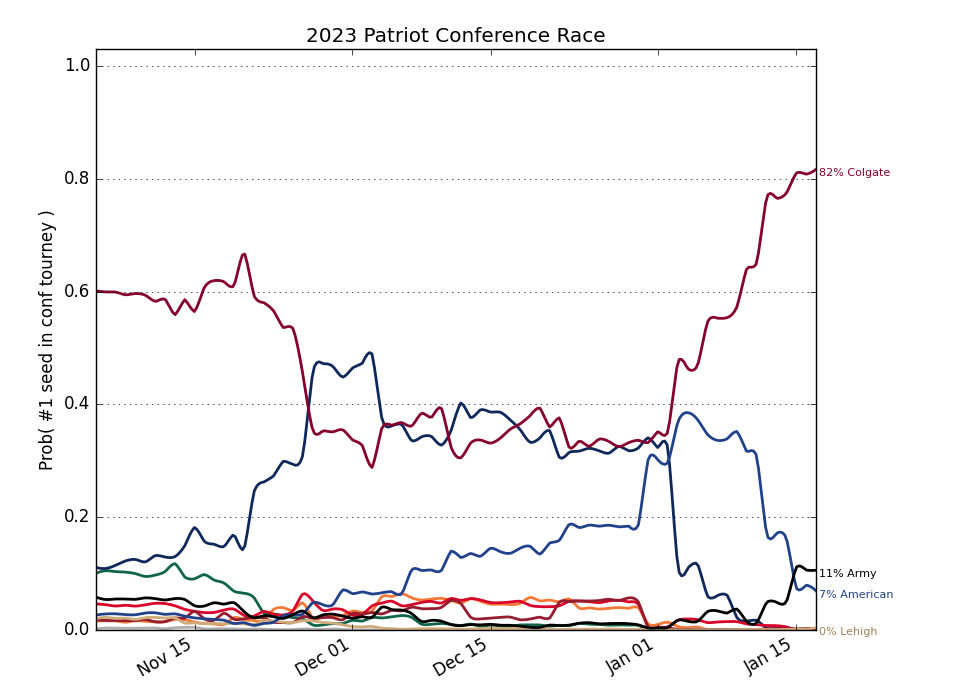 2023 Patriot Conference Race
Prob( #1 seed in conf tourney )
1.0
0.8
0.6
0.4
0.2
0.0
82% Colgate
11% Army
7% American
0% Lehigh
Nov 15
Dec 01
Dec 15
Jan 01
Jan 15